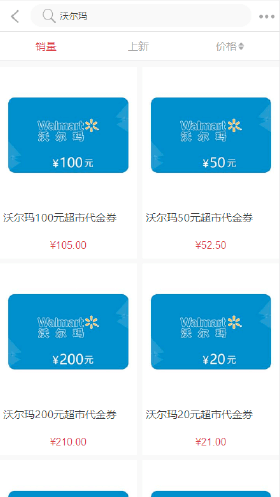 沃尔玛
销量 上新 价格
Walmart
沃尔玛
¥100元
Walmart
沃尔玛
¥50元
沃尔玛100元超市代金券
沃尔玛50元超市代金券
¥105.00
¥52.50
Walmart
沃尔玛
¥200元
Walmart
沃尔玛
¥20元
沃尔玛200元超市代金券
沃尔玛20元超市代金券
¥210.00
¥21.00